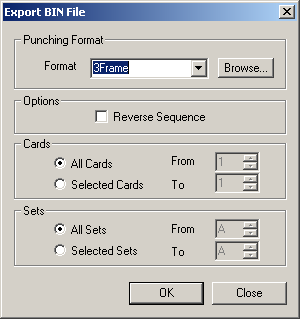 Export BIN File
Punching Format
Format 3Frame Browse...
Options
Reverse Sequence
Cards
All Cards From 1
Selected Cards To 1
Sets
All Sets From A
Selected Sets To A
OK Close